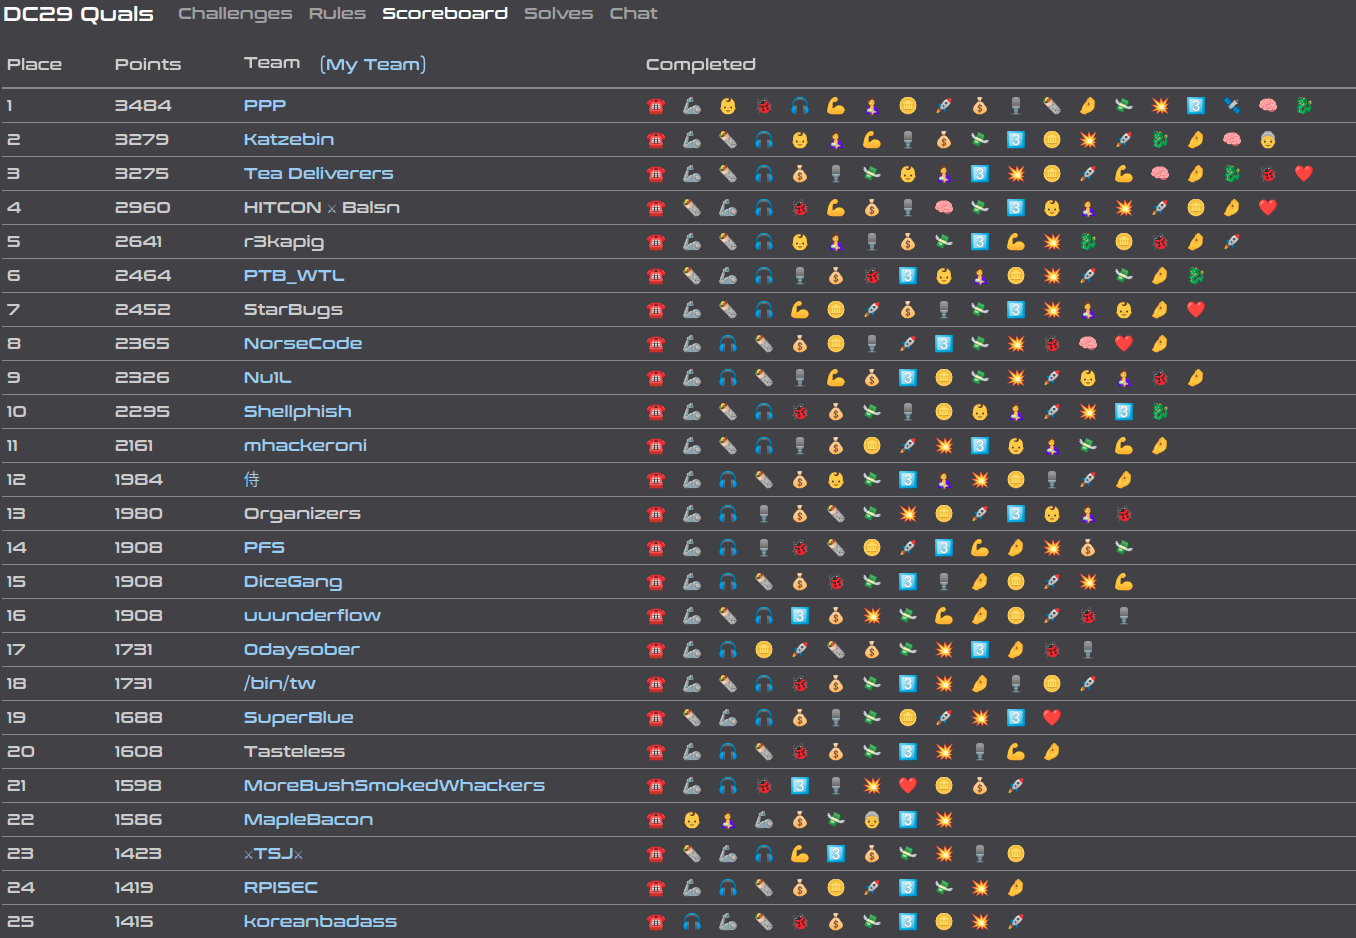 DC29 Quals Challenges Rules Scoreboard Solves Chat
Place Points Team (My Team) Completed
1 3484 PPP
2 3279 Katzebin
3 3275 Tea Deliverers
4 2960 HITCON ⚔ Balsn
5 2641 r3kapig
6 2464 PTB_WTL
7 2452 StarBugs
8 2365 NorseCode
9 2326 Nu1L
10 2295 Shellphish
11 2161 mhackeroni
12 1984 侍
13 1980 Organizers
14 1908 PFS
15 1908 DiceGang
16 1908 uuunderflow
17 1731 0daysober
18 1731 /bin/tw
19 1688 SuperBlue
20 1608 Tasteless
21 1598 MoreBushSmokedWhackers
22 1586 MapleBacon
23 1423 ⚔TSJ⚔
24 1419 RPISEC
25 1415 koreanbadass